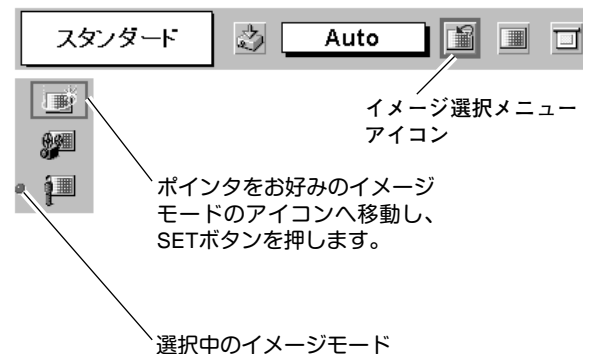 スタンダード
Auto
イメージ選択メニュー
アイコン
ポインタをお好みのイメージ
モードのアイコンへ移動し、
SETボタンを押します。
選択中のイメージモード